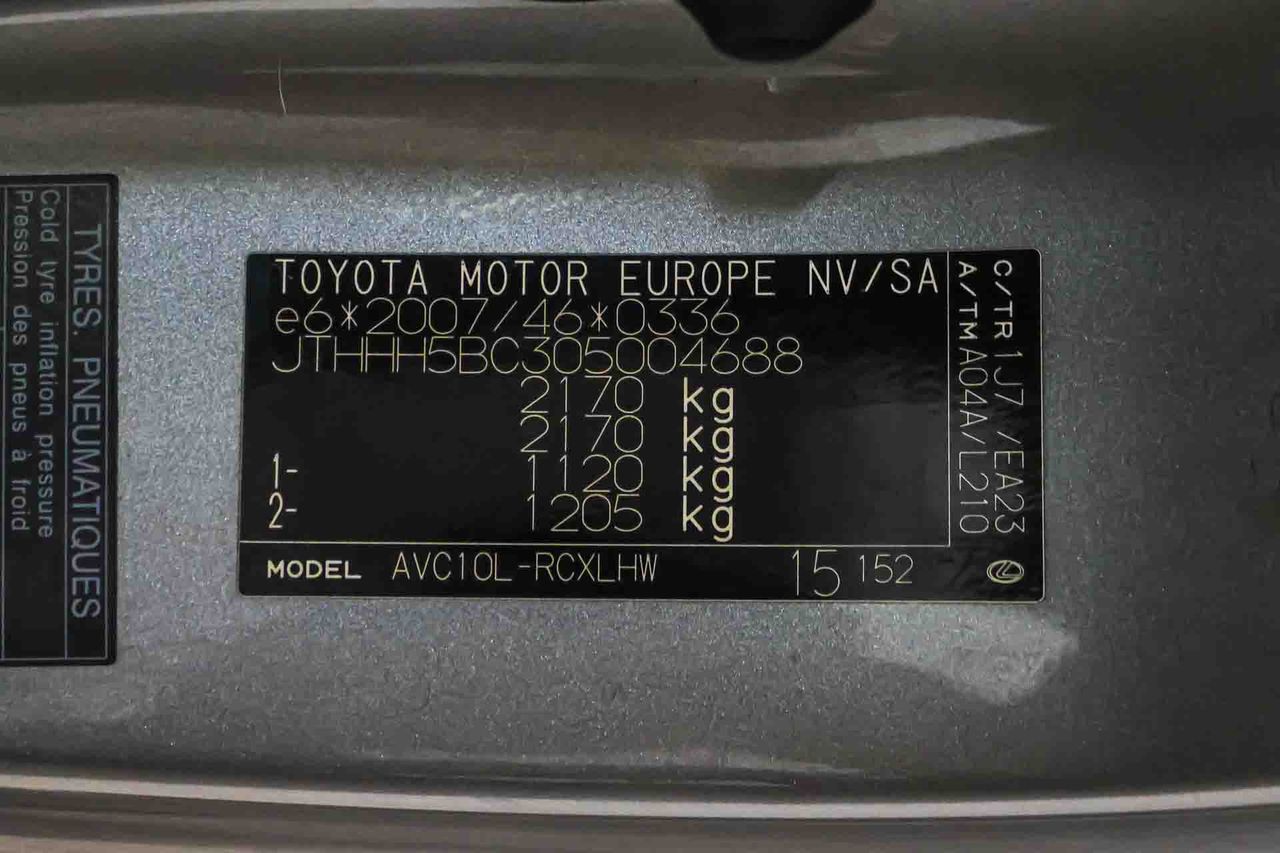 TYRES. PNEUMATIQUES
Cold tyre inflation pressure
Pression des pneus à froid
TOYOTA MOTOR EUROPE NV/SA
e6*2007/46*0336
JTHHH5BC305004688
2170 kg
2170 kg
1- 1120 kg
2- 1205 kg
MODEL AVC10L-RCXLHW 15 152
C/TR 1J7 /EA23
A/TM A04A/L210